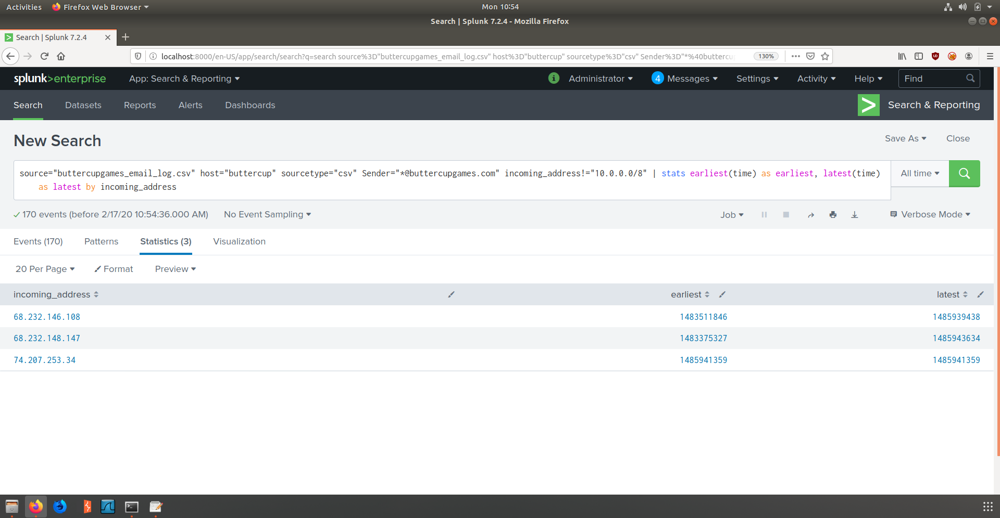 Activities Firefox Web Browser Mon 10:54
Search | Splunk 7.2.4 - Mozilla Firefox
Search | Splunk 7.2.4
localhost:8000/en-US/app/search/search?q=search source%3D"buttercupgames_email_log.csv" host%3D"buttercup" sourcetype%3D"csv" Sender%3D"*%40buttercup 130%
splunk>enterprise App: Search & Reporting i Administrator 4 Messages Settings Activity Help Find
Search Datasets Reports Alerts Dashboards > Search & Reporting
New Search Save As Close
source="buttercupgames_email_log.csv" host="buttercup" sourcetype="csv" Sender="*@buttercupgames.com" incoming_address!="10.0.0.0/8" | stats earliest(time) as earliest, latest(time) All time
as latest by incoming_address
170 events (before 2/17/20 10:54:36.000 AM) No Event Sampling Job Verbose Mode
Events (170) Patterns Statistics (3) Visualization
20 Per Page Format Preview
incoming_address earliest latest
68.232.146.108 1483511846 1485939438
68.232.148.147 1483375327 1485943634
74.207.253.34 1485941359 1485941359